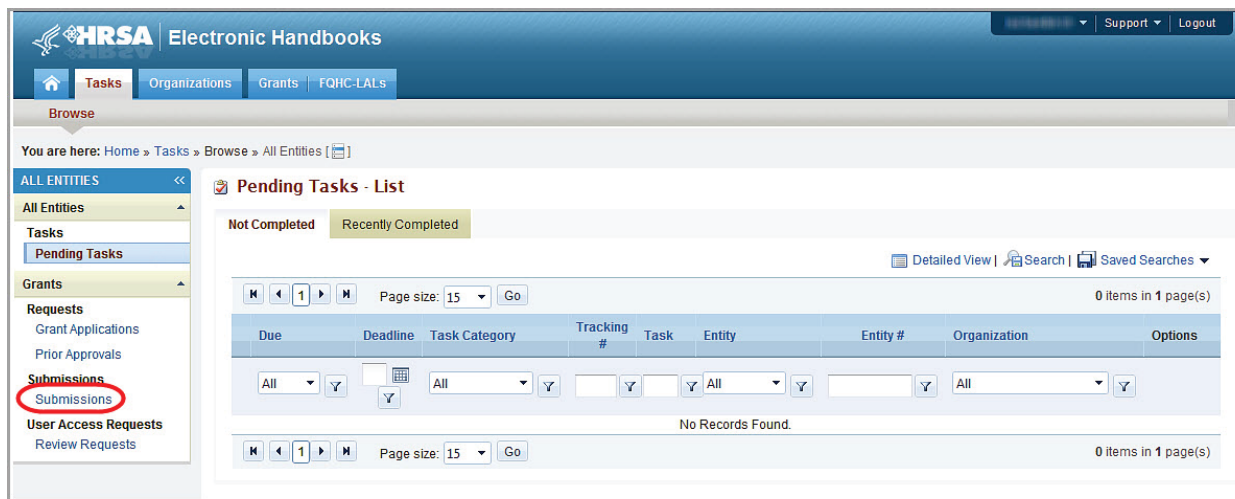 HRSA Electronic Handbooks
Support Logout
Tasks Organizations Grants FQHC-LALs
Browse
You are here: Home » Tasks » Browse » All Entities [ ]
ALL ENTITIES «
All Entities
Tasks
Pending Tasks
Grants
Requests
Grant Applications
Prior Approvals
Submissions
Submissions
User Access Requests
Review Requests
Pending Tasks - List
Not Completed Recently Completed
Detailed View | Search | Saved Searches
1 Page size: 15 Go 0 items in 1 page(s)
Due Deadline Task Category Tracking # Task Entity Entity # Organization Options
All All All All
No Records Found.
1 Page size: 15 Go 0 items in 1 page(s)